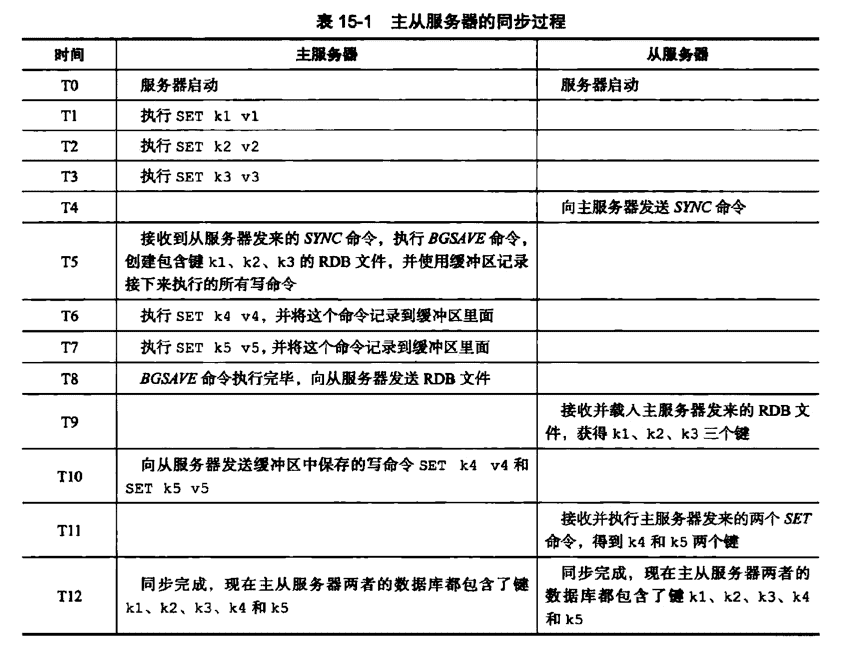 表 15-1 主从服务器的同步过程
时间 主服务器 从服务器
T0 服务器启动 服务器启动
T1 执行 SET k1 v1
T2 执行 SET k2 v2
T3 执行 SET k3 v3
T4 向主服务器发送 SYNC 命令
T5 接收到从服务器发来的 SYNC 命令，执行 BGSAVE 命令，
创建包含键 k1、k2、k3 的 RDB 文件，并使用缓冲区记录
接下来执行的所有写命令
T6 执行 SET k4 v4，并将这个命令记录到缓冲区里面
T7 执行 SET k5 v5，并将这个命令记录到缓冲区里面
T8 BGSAVE 命令执行完毕，向从服务器发送 RDB 文件
T9 接收并载入主服务器发来的 RDB 文
件，获得 k1、k2、k3 三个键
T10 向从服务器发送缓冲区中保存的写命令 SET k4 v4 和
SET k5 v5
T11 接收并执行主服务器发来的两个 SET
命令，得到 k4 和 k5 两个键
T12 同步完成，现在主从服务器两者的数据库都包含了键
k1、k2、k3、k4 和 k5
同步完成，现在主从服务器两者的
数据库都包含了键 k1、k2、k3、k4
和 k5